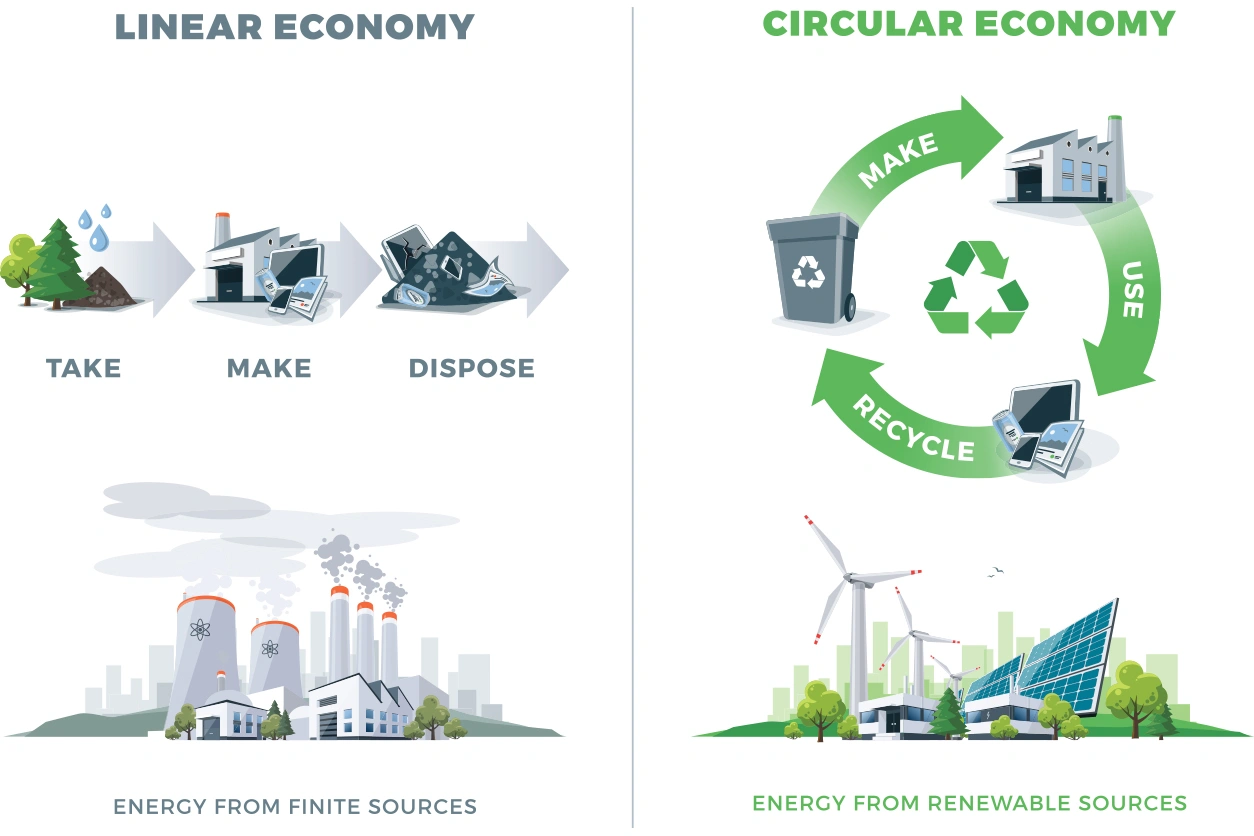 LINEAR ECONOMY
TAKE
MAKE
DISPOSE
ENERGY FROM FINITE SOURCES
CIRCULAR ECONOMY
MAKE
USE
RECYCLE
ENERGY FROM RENEWABLE SOURCES